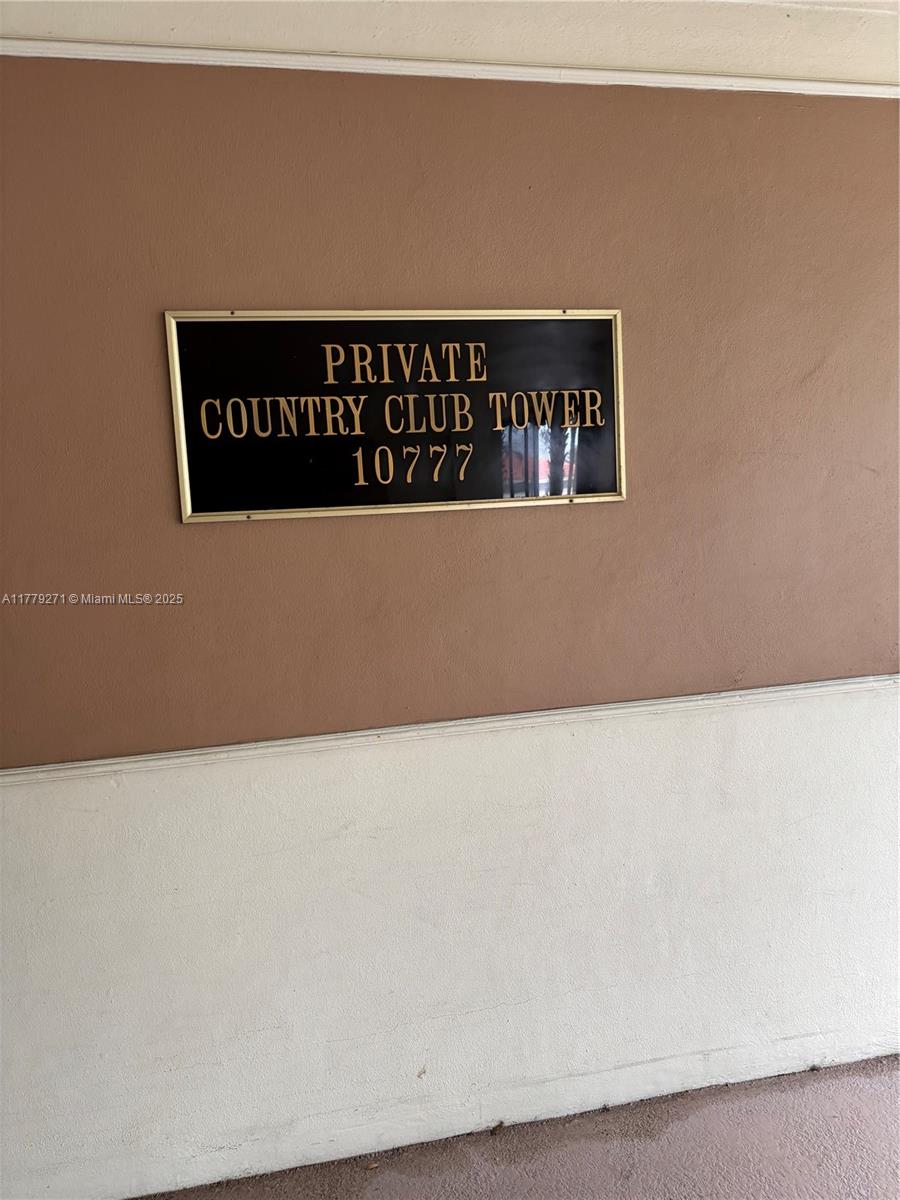 PRIVATE
COUNTRY CLUB TOWER
10777
A11779271 © Miami MLS® 2025